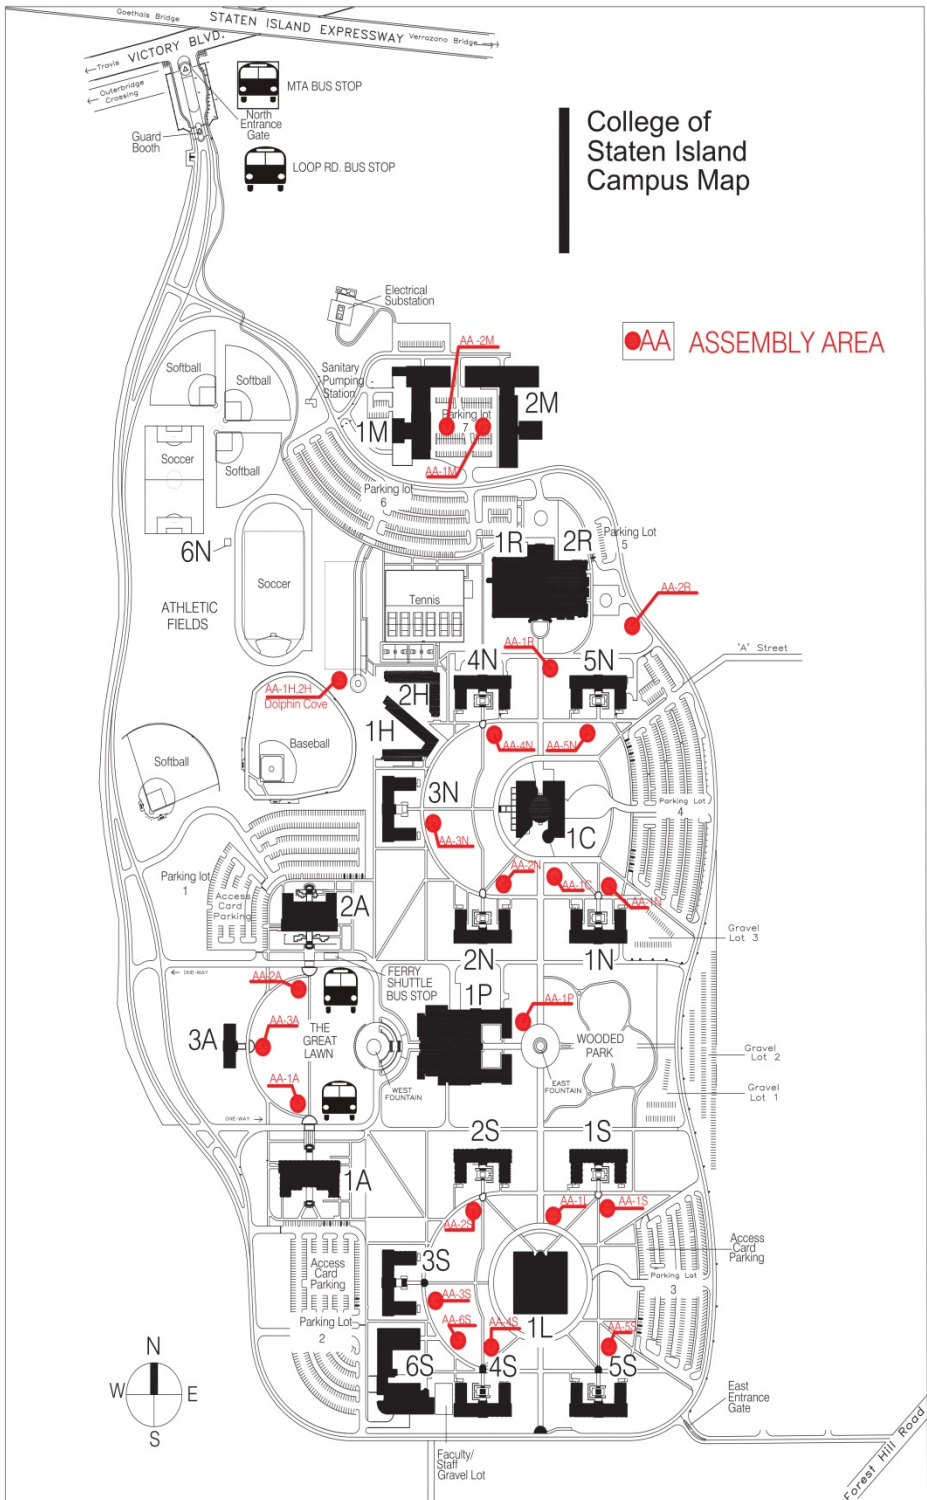 Goethals Bridge
STATEN ISLAND EXPRESSWAY
Verrazano Bridge
VICTORY BLVD.
Travis
Outerbridge
Crossing
MTA BUS STOP
North
Entrance
Gate
Guard
Booth
LOOP RD. BUS STOP
College of
Staten Island
Campus Map
Electrical
Substation
AA ASSEMBLY AREA
AA -2M
Softball
Softball
Sanitary
Pumping
Station
1M
Parking lot
7
2M
Soccer
Softball
AA-1M
Parking lot
6
6N
1R
2R
Parking Lot
5
Soccer
ATHLETIC
FIELDS
Tennis
AA-2R
AA-1R
'A' Street
4N
5N
AA-1H,2H
Dolphin Cove
2H
1H
Baseball
AA-4N
AA-5N
Softball
3N
Parking Lot
4
1C
AA-3N
Parking lot
1
Access
Card
Parking
AA-2N
AA-1C
AA-1N
2A
Gravel
Lot 3
2N
1N
ONE-WAY
FERRY
SHUTTLE
BUS STOP
AA-2A
1P
AA-1P
3A
AA-3A
THE
GREAT
LAWN
WOODED
PARK
Gravel
Lot 2
WEST
FOUNTAIN
EAST
FOUNTAIN
Gravel
Lot 1
AA-1A
ONE-WAY
2S
1S
1A
AA-2S
AA-1L
AA-1S
Access
Card
Parking
3S
Access
Card
Parking
Parking Lot
3
AA-3S
Parking Lot
2
AA-6S
AA-4S
1L
AA-5S
6S
4S
5S
N
W
E
S
East
Entrance
Gate
Faculty/
Staff
Gravel Lot
Forest Hill Road